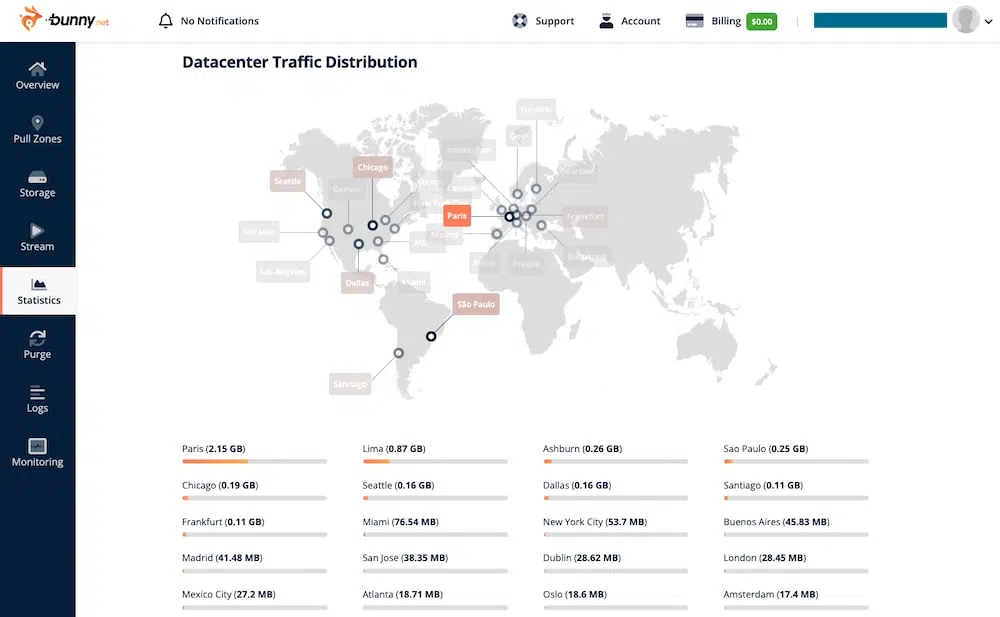 bunny.net
No Notifications
Support
Account
Billing
$0.00
Overview
Pull Zones
Storage
Stream
Statistics
Purge
Logs
Monitoring
Datacenter Traffic Distribution
Helsinki
Oslo
Amsterdam
Warsaw
Chicago
Seattle
Denver
London
New York City
Paris
Frankfurt
San Jose
Madrid
Bucharest
Prague
Los Angeles
Dallas
Miami
São Paulo
Santiago
Paris (2.15 GB)
Lima (0.87 GB)
Ashburn (0.26 GB)
Sao Paulo (0.25 GB)
Chicago (0.19 GB)
Seattle (0.16 GB)
Dallas (0.16 GB)
Santiago (0.11 GB)
Frankfurt (0.11 GB)
Miami (76.54 MB)
New York City (53.7 MB)
Buenos Aires (45.83 MB)
Madrid (41.48 MB)
San Jose (38.35 MB)
Dublin (28.62 MB)
London (28.45 MB)
Mexico City (27.2 MB)
Atlanta (18.71 MB)
Oslo (18.6 MB)
Amsterdam (17.4 MB)